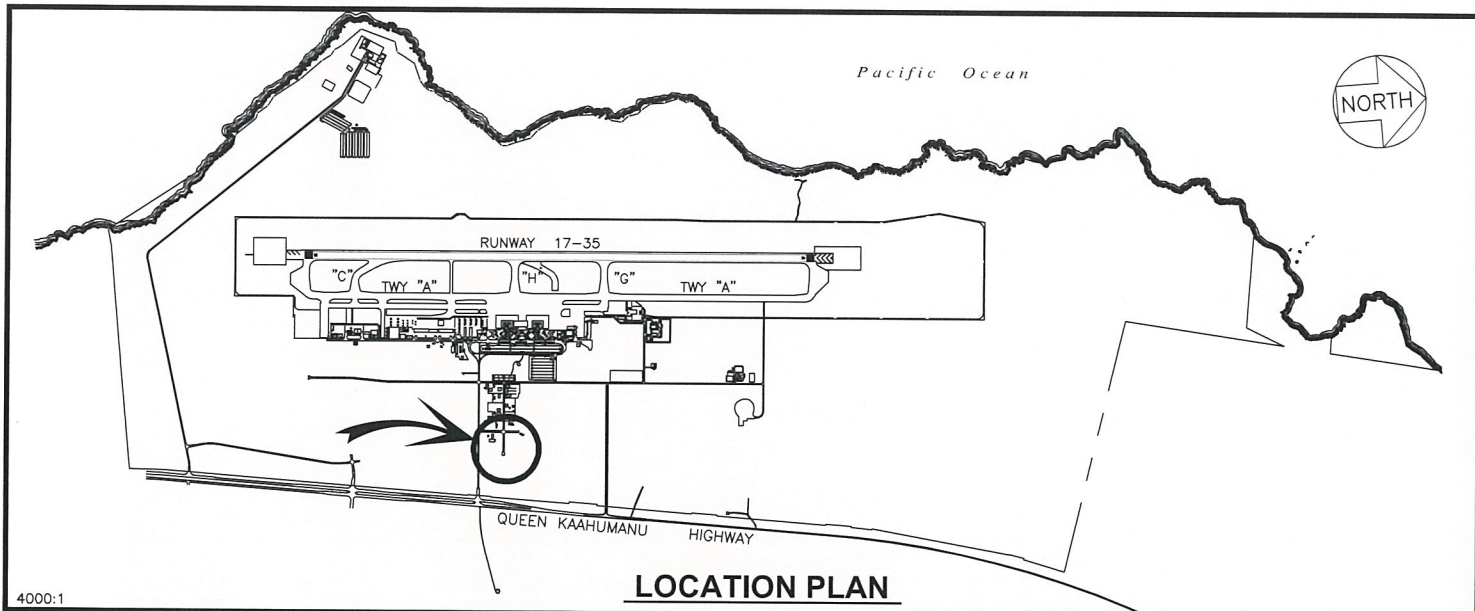 Pacific Ocean
NORTH
RUNWAY 17-35
"C"
TWY "A"
"H"
"G"
TWY "A"
QUEEN KAAHUMANU HIGHWAY
LOCATION PLAN
4000:1